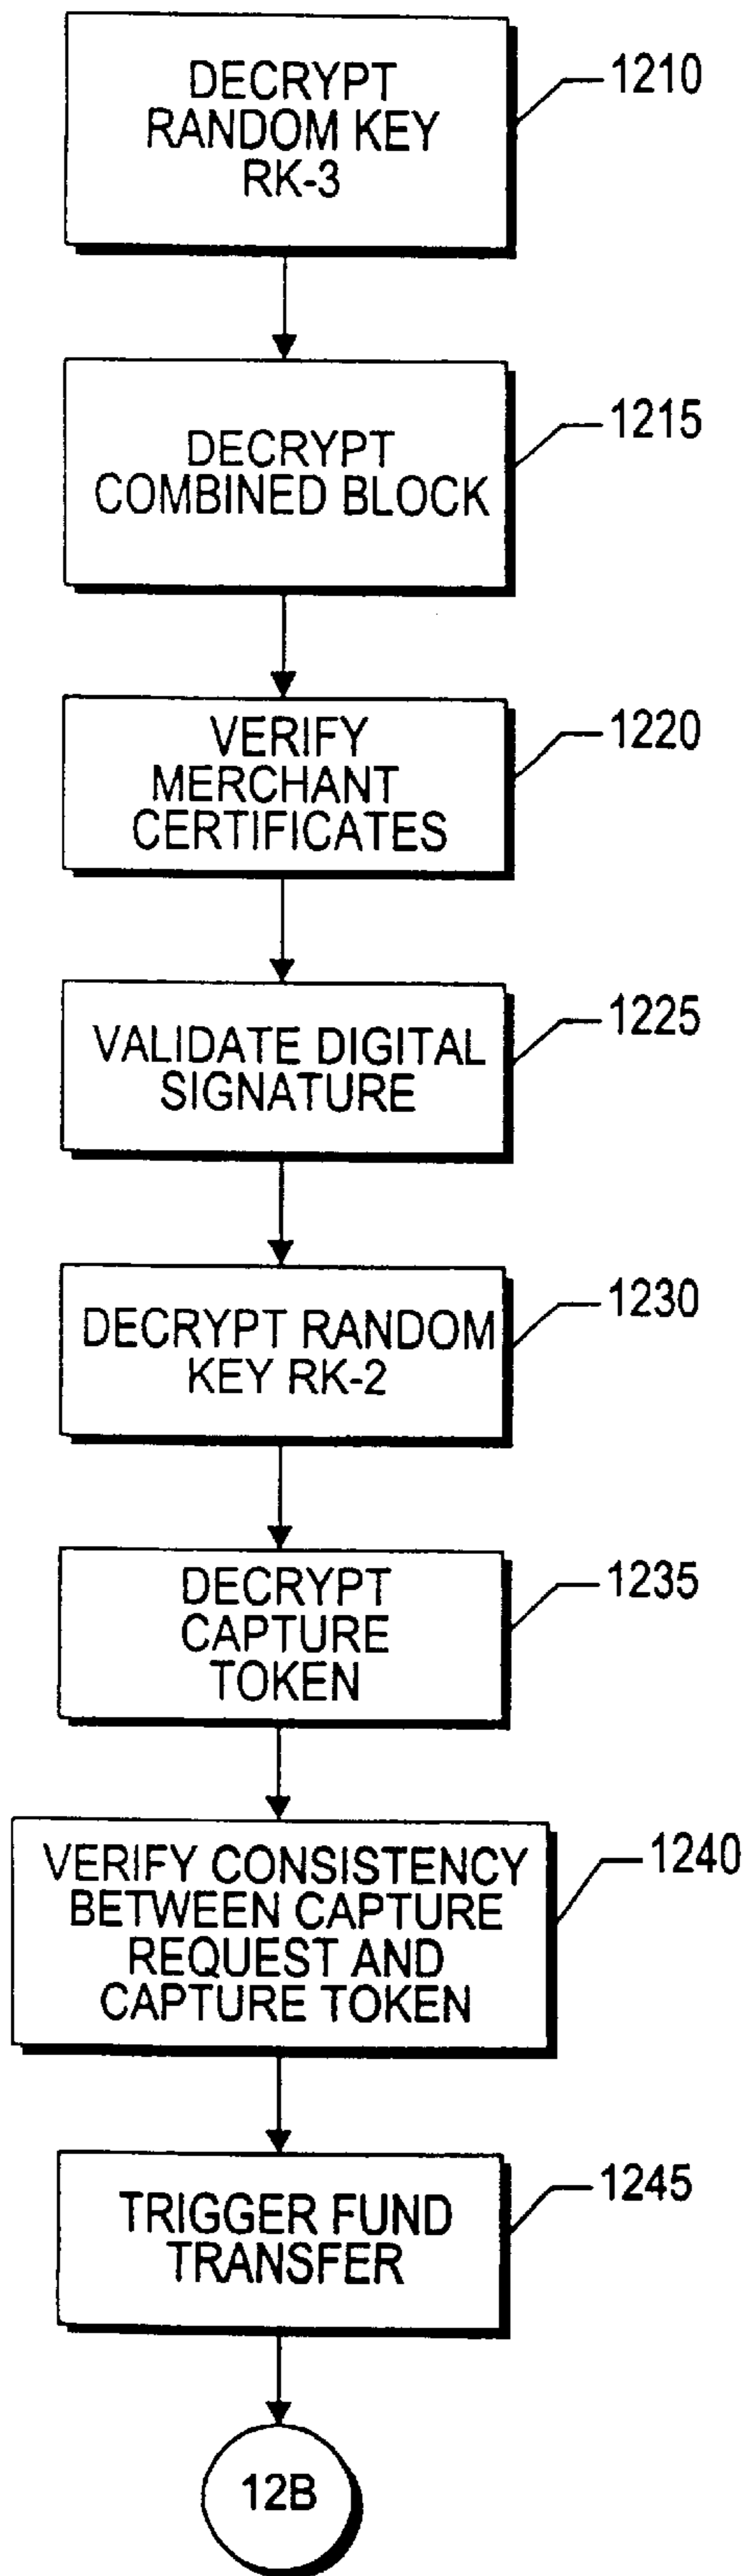 DECRYPT
RANDOM KEY
RK-3
1210
DECRYPT
COMBINED BLOCK
1215
VERIFY
MERCHANT
CERTIFICATES
1220
VALIDATE DIGITAL
SIGNATURE
1225
DECRYPT RANDOM
KEY RK-2
1230
DECRYPT
CAPTURE
TOKEN
1235
VERIFY CONSISTENCY
BETWEEN CAPTURE
REQUEST AND
CAPTURE TOKEN
1240
TRIGGER FUND
TRANSFER
1245
12B